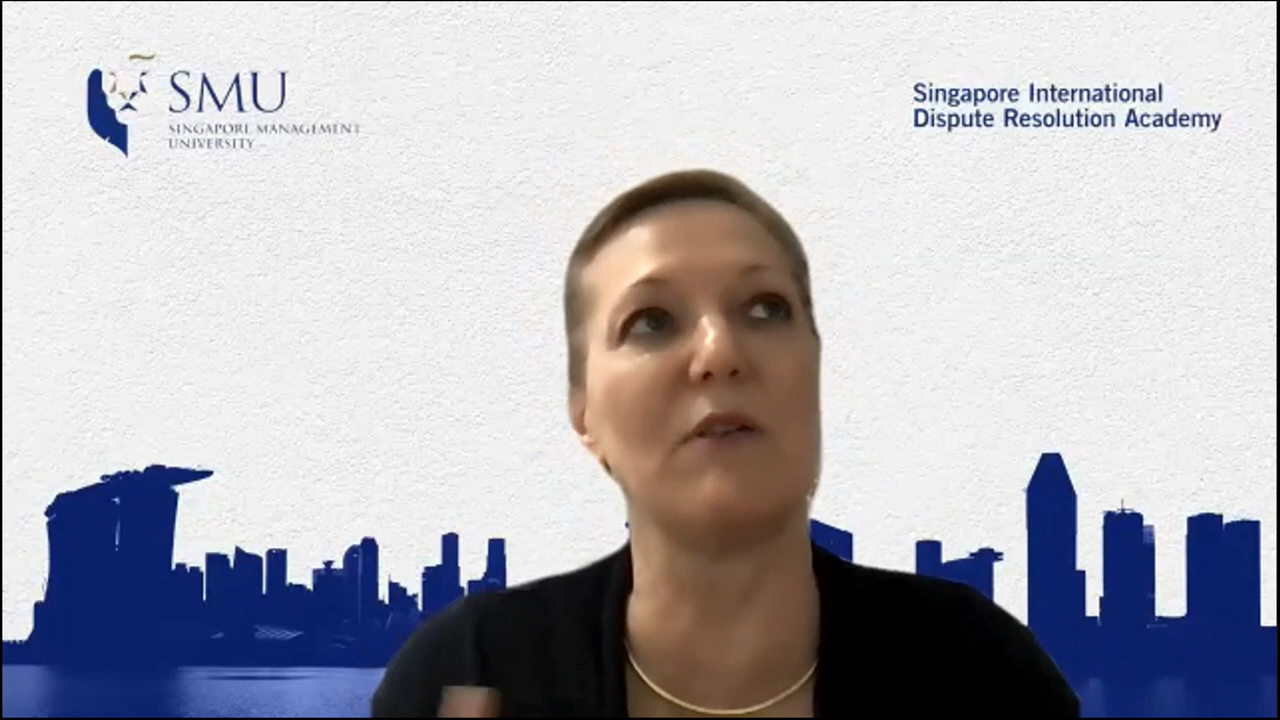 SMU
SINGAPORE MANAGEMENT
UNIVERSITY
Singapore International
Dispute Resolution Academy